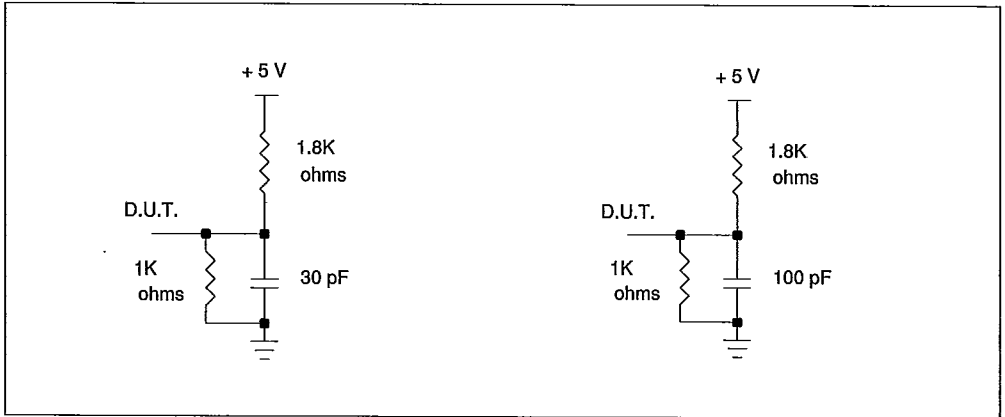 + 5 V
1.8K
ohms
D.U.T.
1K
ohms
30 pF
+ 5 V
1.8K
ohms
D.U.T.
1K
ohms
100 pF